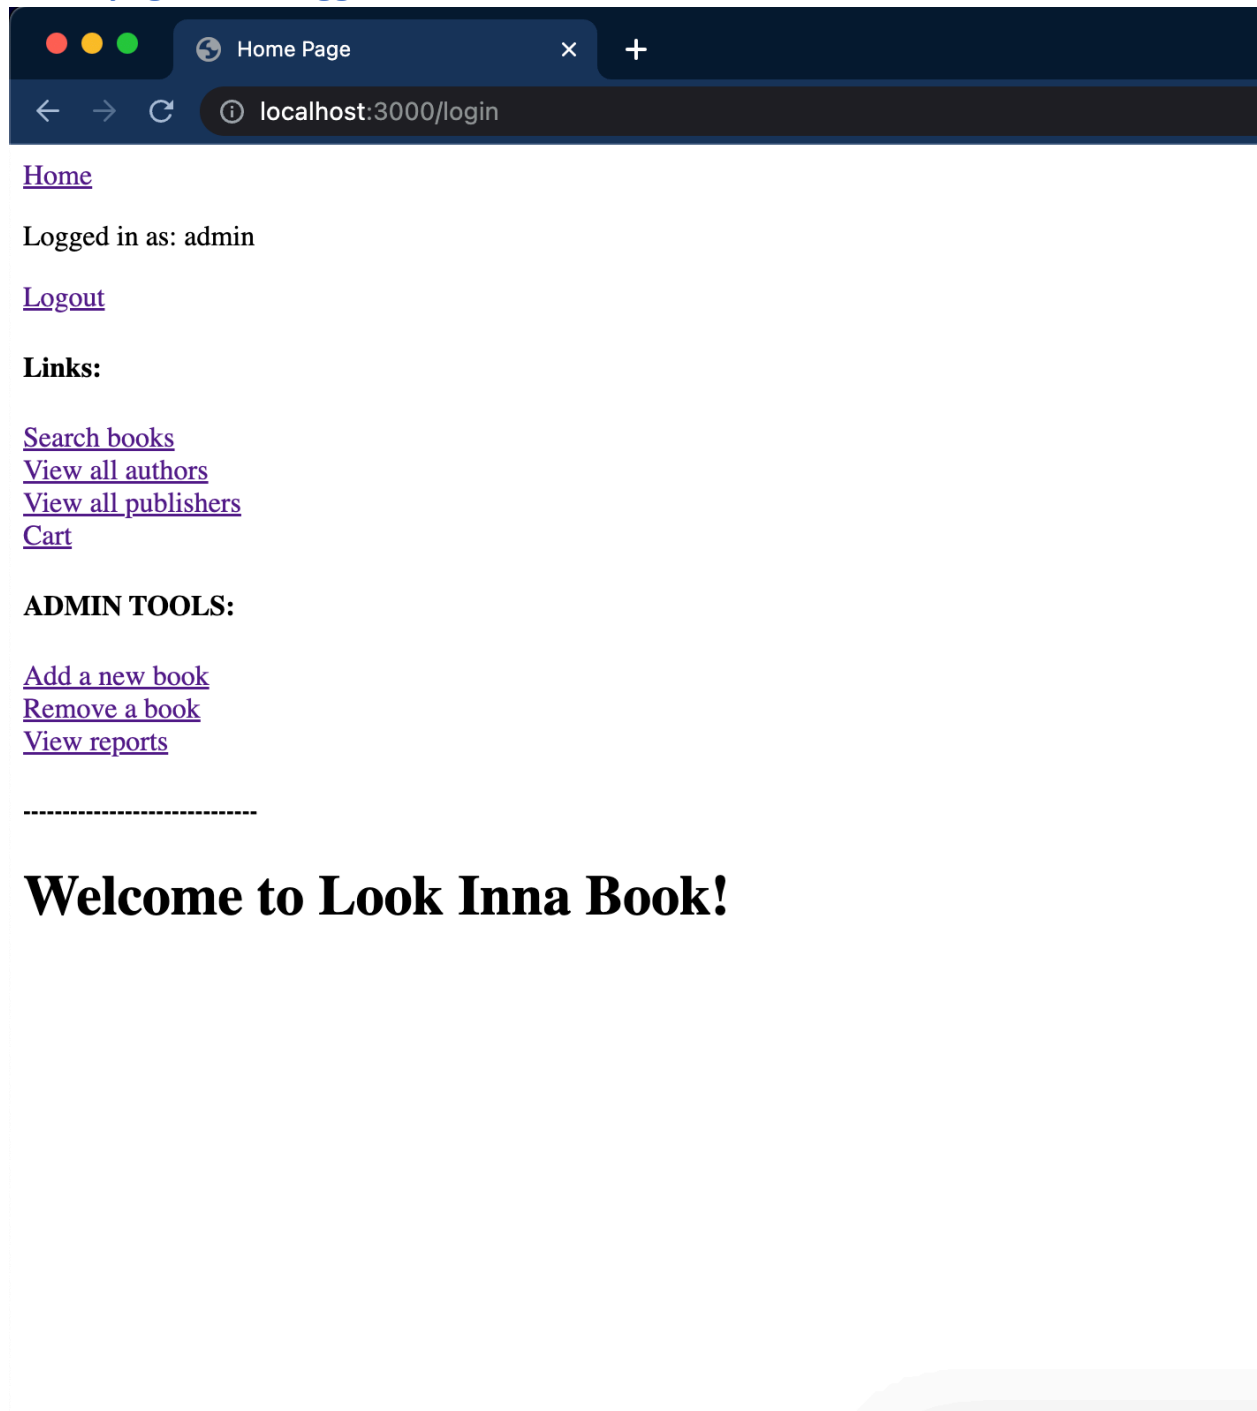 Home Page
localhost:3000/login
Home
Logged in as: admin
Logout
Links:
Search books
View all authors
View all publishers
Cart
ADMIN TOOLS:
Add a new book
Remove a book
View reports
------------------------------
Welcome to Look Inna Book!